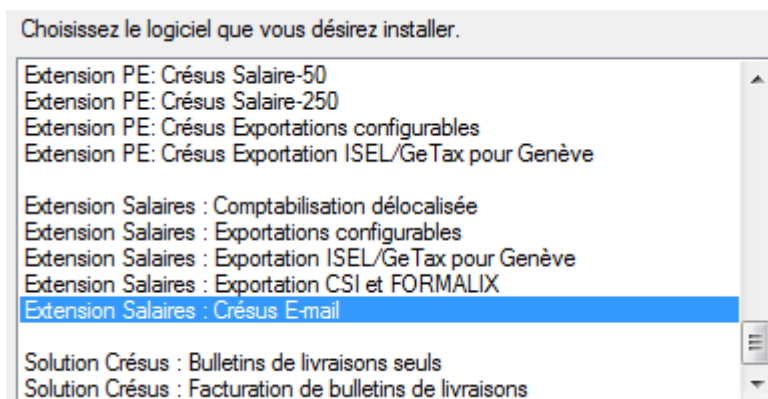 Choisissez le logiciel que vous désirez installer.
Extension PE: Crésus Salaire-50
Extension PE: Crésus Salaire-250
Extension PE: Crésus Exportations configurables
Extension PE: Crésus Exportation ISEL/GeTax pour Genève
Extension Salaires : Comptabilisation délocalisée
Extension Salaires : Exportations configurables
Extension Salaires : Exportation ISEL/GeTax pour Genève
Extension Salaires : Exportation CSI et FORMALIX
Extension Salaires : Crésus E-mail
Solution Crésus : Bulletins de livraisons seuls
Solution Crésus : Facturation de bulletins de livraisons